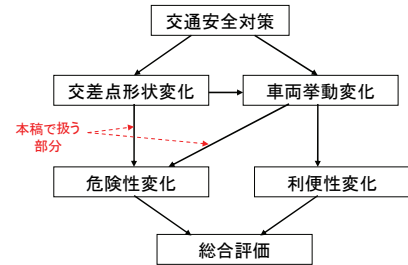 交通安全対策
交差点形状変化
車両挙動変化
本稿で扱う
部分
危険性変化
利便性変化
総合評価